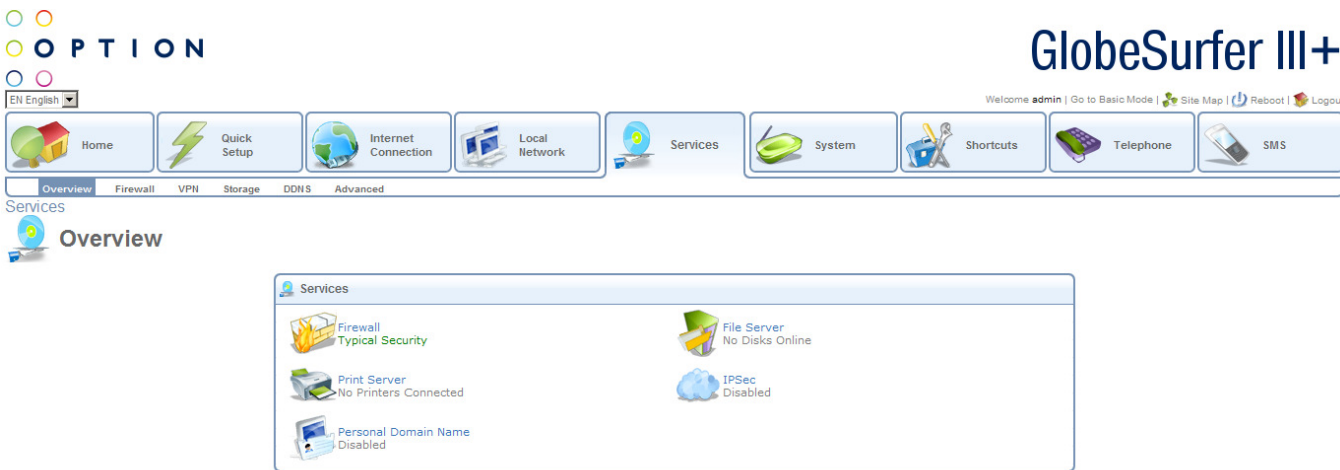 OPTION
GlobeSurfer III+
EN English
Welcome admin | Go to Basic Mode | Site Map | Reboot | Logou
Home
Quick Setup
Internet Connection
Local Network
Services
System
Shortcuts
Telephone
SMS
Overview Firewall VPN Storage DDNS Advanced
Services
Overview
Services
Firewall
Typical Security
File Server
No Disks Online
Print Server
No Printers Connected
IPSec
Disabled
Personal Domain Name
Disabled